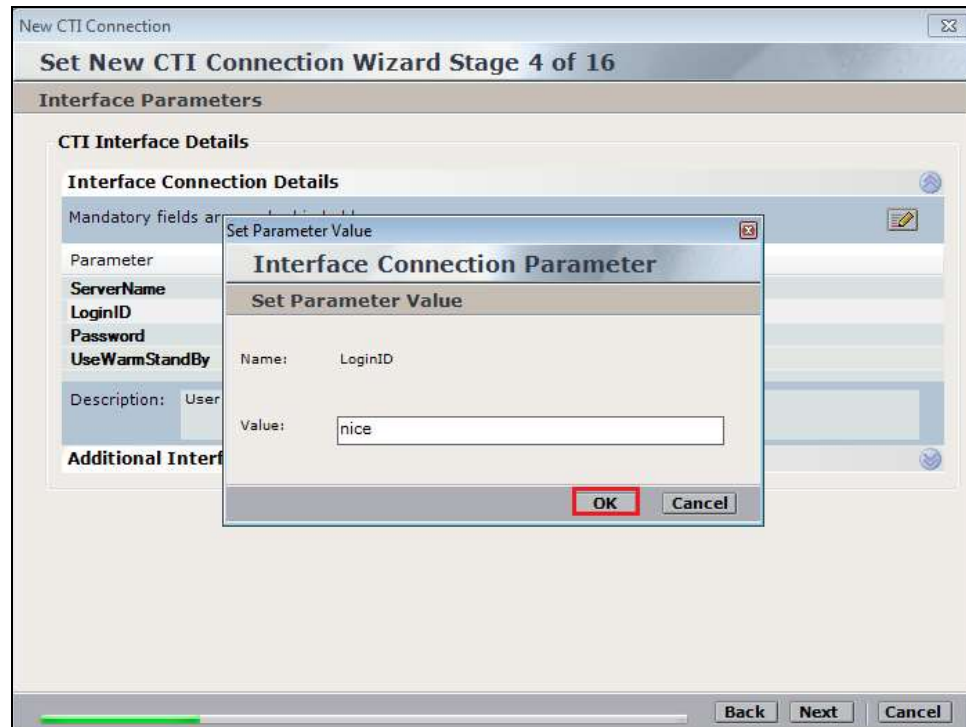 New CTI Connection
Set New CTI Connection Wizard Stage 4 of 16
Interface Parameters
CTI Interface Details
Interface Connection Details
Mandatory fields
Set Parameter Value
Interface Connection Parameter
Set Parameter Value
Parameter
ServerName
LoginID
Password
UseWarmStandBy
Name: LoginID
Description: User
Value: nice
Additional Interf
OK Cancel
Back Next Cancel